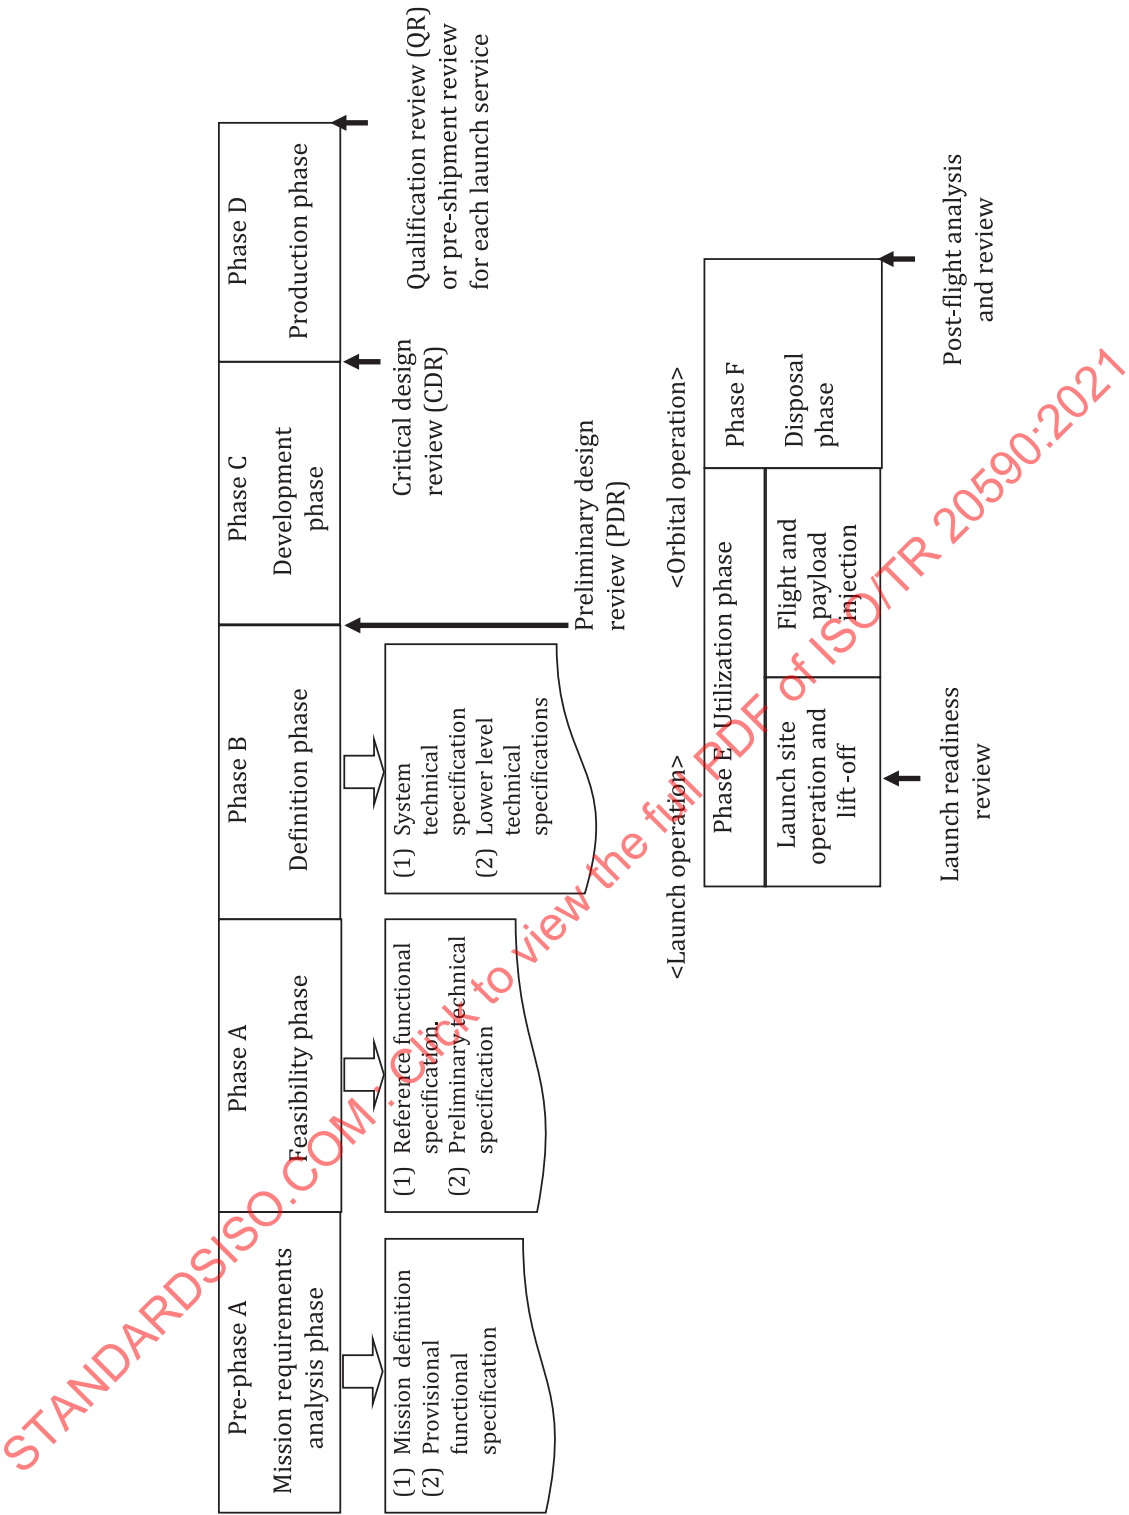 Pre-phase A
Mission requirements
analysis phase
Phase A
Feasibility phase
Phase B
Definition phase
Phase C
Development
phase
Phase D
Production phase
(1) Mission definition
(2) Provisional
functional
specification
(1) Reference functional
specification.
(2) Preliminary technical
specification
(1) System
technical
specification
(2) Lower level
technical
specifications
Preliminary design
review (PDR)
Critical design
review (CDR)
Qualification review (QR)
or pre-shipment review
for each launch service
<Launch operation>
<Orbital operation>
Phase E Utilization phase
Launch site
operation and
lift-off
Flight and
payload
injection
Phase F
Disposal
phase
Launch readiness
review
Post-flight analysis
and review
STANDARDSISO.COM : Click to view the full PDF of ISO/TR 20590:2021